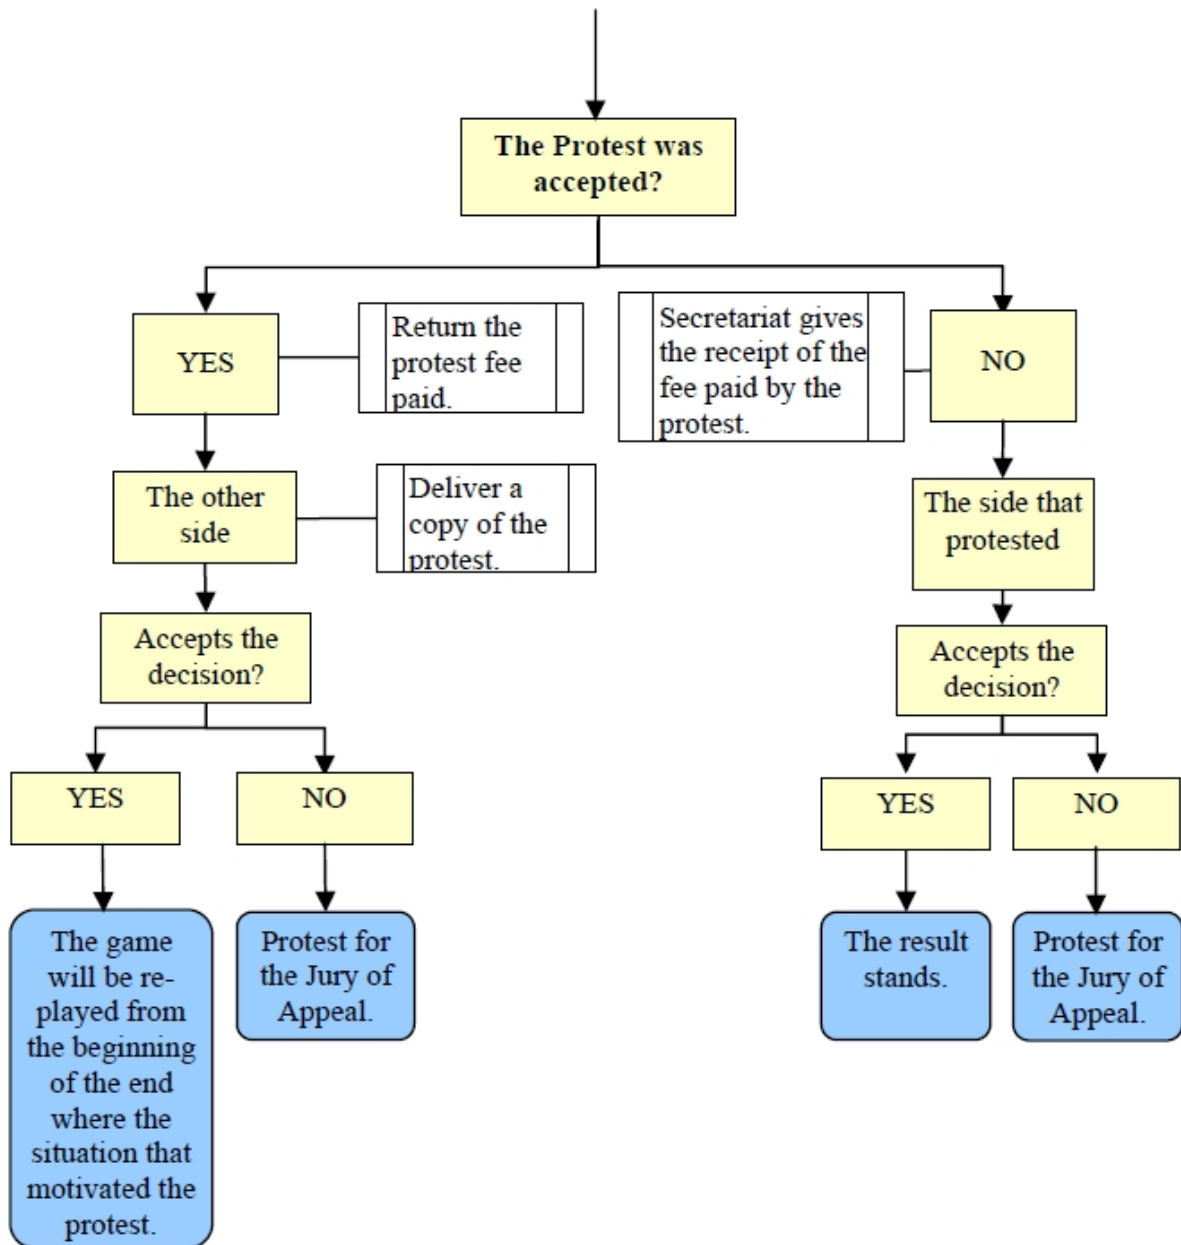 The Protest was
accepted?
YES
Return the
protest fee
paid.
Secretariat gives
the receipt of the
fee paid by the
protest.
NO
The other
side
Deliver a
copy of the
protest.
The side that
protested
Accepts the
decision?
Accepts the
decision?
YES
NO
YES
NO
The game
will be re-
played from
the beginning
of the end
where the
situation that
motivated the
protest.
Protest for
the Jury of
Appeal.
The result
stands.
Protest for
the Jury of
Appeal.